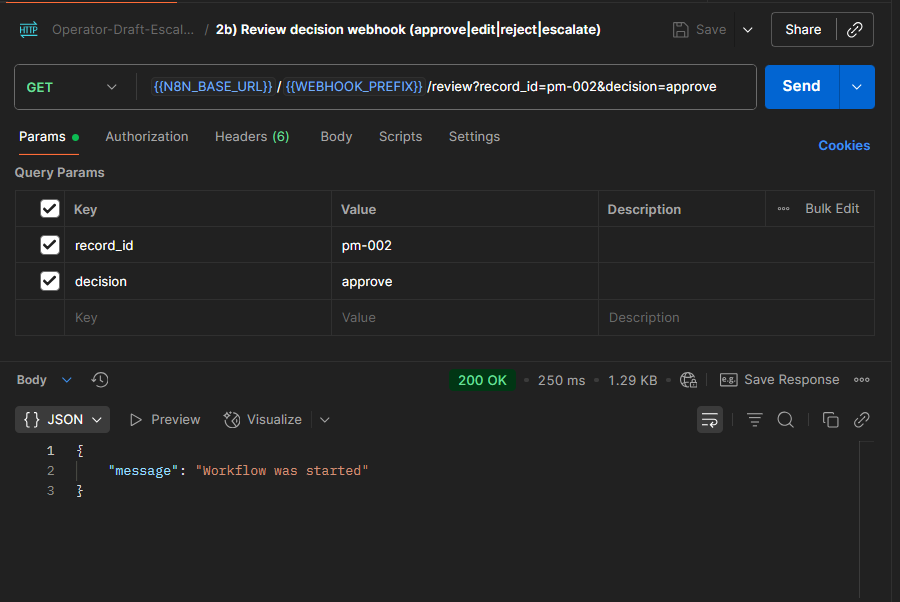 HTTP Operator-Draft-Escal... / 2b) Review decision webhook (approve|edit|reject|escalate) Save Share
GET {{N8N_BASE_URL}} / {{WEBHOOK_PREFIX}} /review?record_id=pm-002&decision=approve Send
Params Authorization Headers (6) Body Scripts Settings Cookies
Query Params
Key Value Description Bulk Edit
record_id pm-002
decision approve
Key Value Description
Body 200 OK 250 ms 1.29 KB e.g. Save Response
{} JSON Preview Visualize
1 {
2 "message": "Workflow was started"
3 }